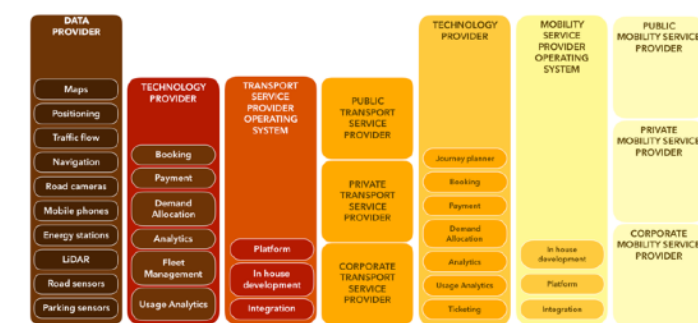 DATA
PROVIDER
Maps
Positioning
Traffic flow
Navigation
Road cameras
Mobile phones
Energy stations
LiDAR
Road sensors
Parking sensors
TECHNOLOGY
PROVIDER
Booking
Payment
Demand
Allocation
Analytics
Fleet
Management
Usage Analytics
TRANSPORT
SERVICE
PROVIDER
OPERATING
SYSTEM
Platform
In house
development
Integration
PUBLIC
TRANSPORT
SERVICE
PROVIDER
PRIVATE
TRANSPORT
SERVICE
PROVIDER
CORPORATE
TRANSPORT
SERVICE
PROVIDER
TECHNOLOGY
PROVIDER
Journey planner
Booking
Payment
Demand
Allocation
Analytics
Usage Analytics
Ticketing
MOBILITY
SERVICE
PROVIDER
OPERATING
SYSTEM
In house
development
Platform
Integration
PUBLIC
MOBILITY SERVICE
PROVIDER
PRIVATE
MOBILITY SERVICE
PROVIDER
CORPORATE
MOBILITY SERVICE
PROVIDER